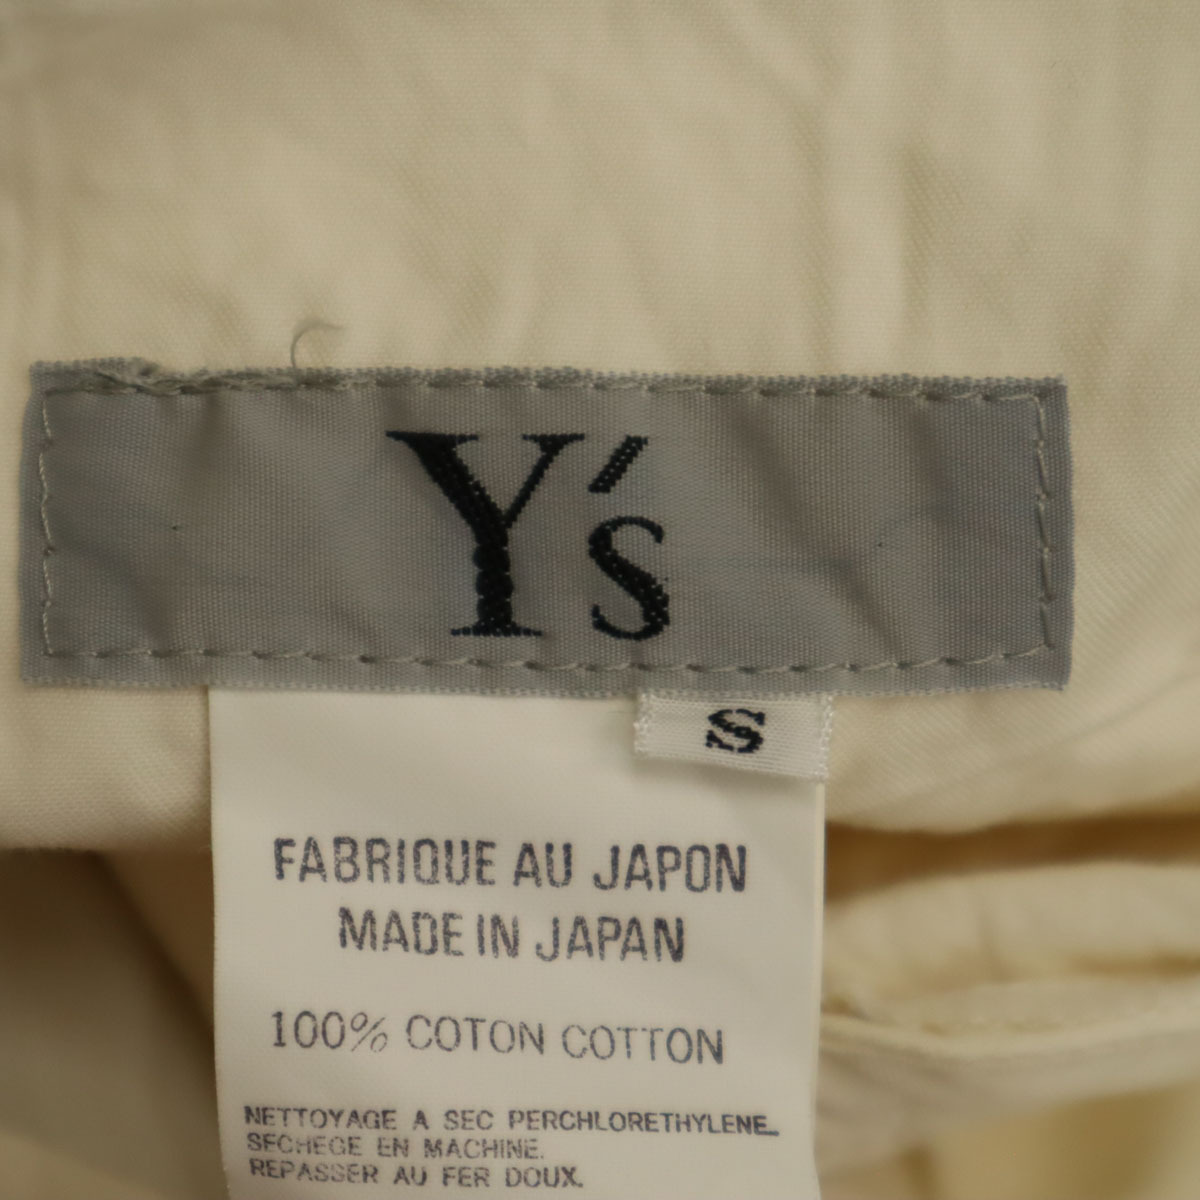 Y's
S
FABRIQUE AU JAPON
MADE IN JAPAN
100% COTON COTTON
NETTOYAGE A SEC PERCHLORETHYLENE.
SECHEGE EN MACHINE.
REPASSER AU FER DOUX.